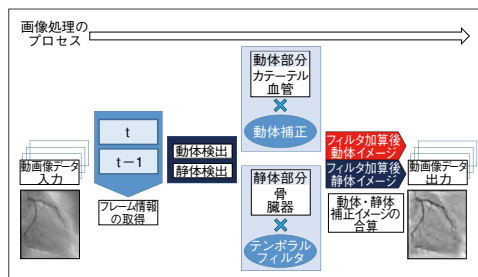 画像処理の
プロセス
動画像データ
入力
t
t－1
フレーム情報
の取得
動体検出
静体検出
動体部分
カテーテル
血管
動体補正
静体部分
骨
臓器
テンポラル
フィルタ
フィルタ加算後
動体イメージ
フィルタ加算後
静体イメージ
動体・静体
補正イメージの
合算
動画像データ
出力